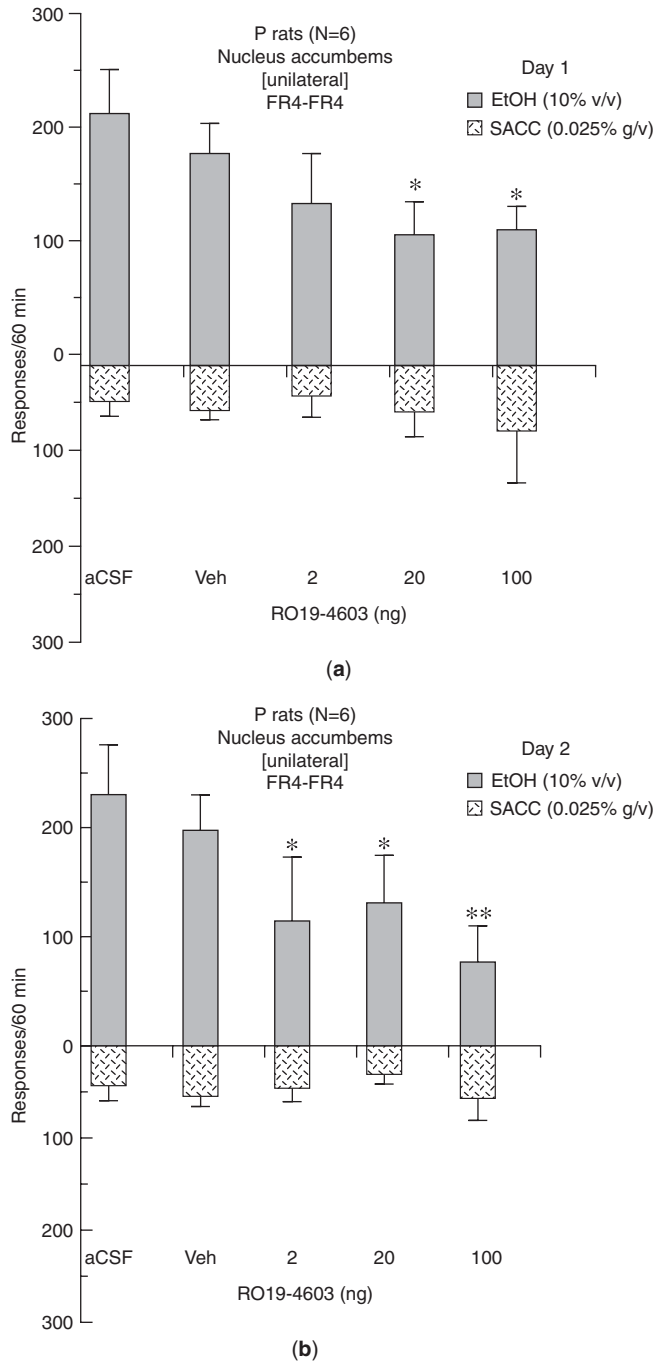 300
P rats (N=6)
Nucleus accumbems
[unilateral]
FR4-FR4
Day 1
EtOH (10% v/v)
SACC (0.025% g/v)
200
*
*
100
0
Responses/60 min
100
200
aCSF Veh 2 20 100
RO19-4603 (ng)
300
(a)
300
P rats (N=6)
Nucleus accumbems
[unilateral]
FR4-FR4
Day 2
EtOH (10% v/v)
SACC (0.025% g/v)
200
*
*
**
100
0
Responses/60 min
100
200
aCSF Veh 2 20 100
RO19-4603 (ng)
300
(b)